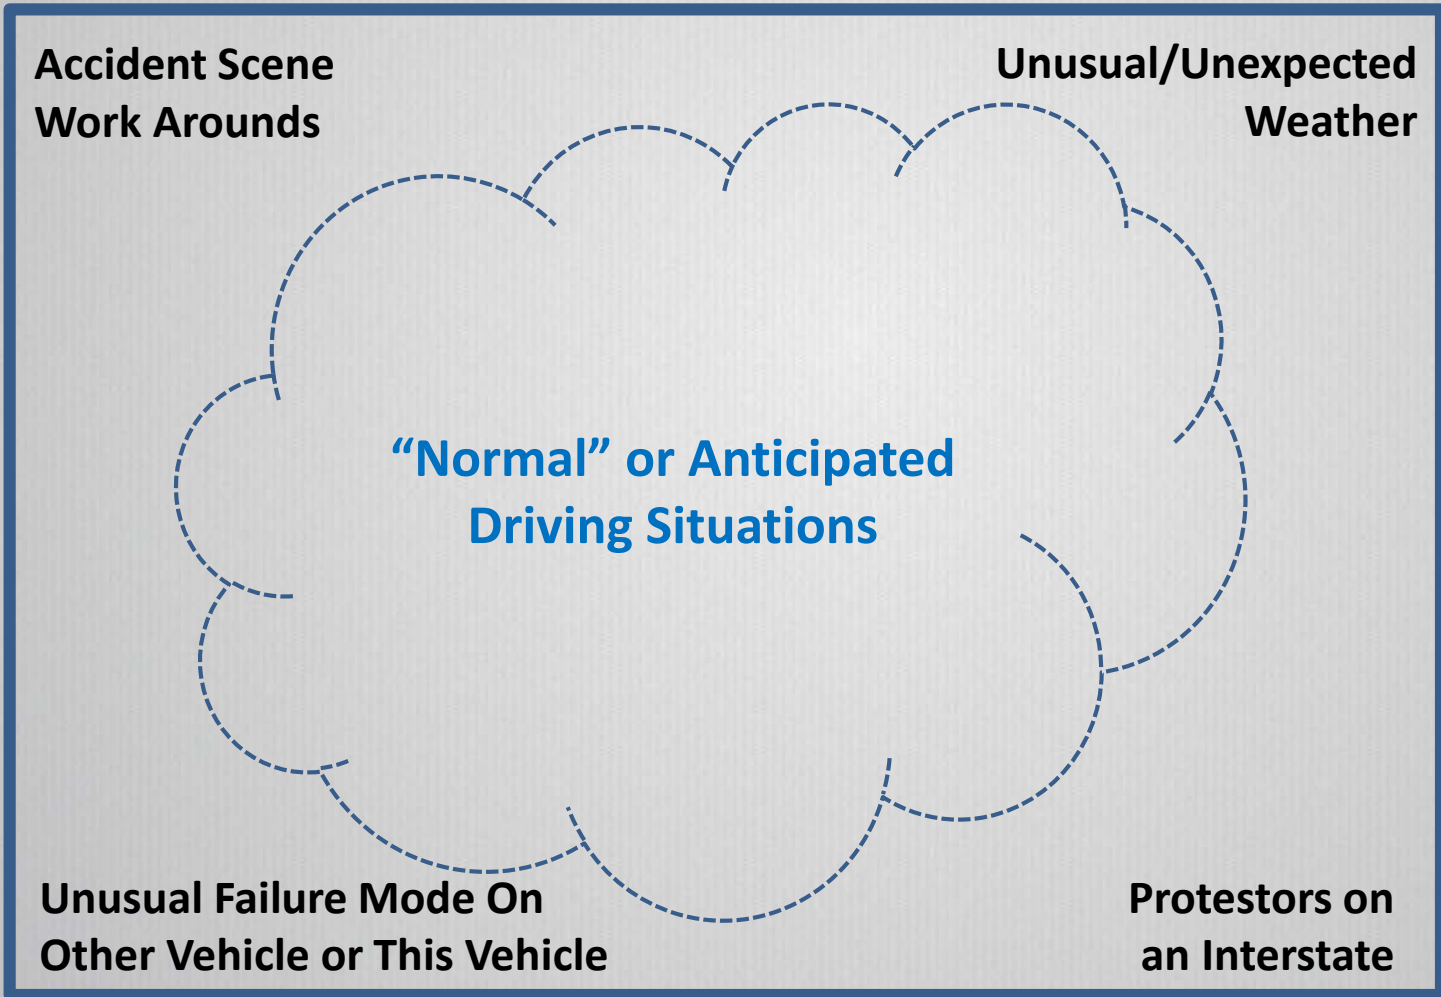 Accident Scene
Work Arounds
Unusual/Unexpected
Weather
“Normal” or Anticipated
Driving Situations
Unusual Failure Mode On
Other Vehicle or This Vehicle
Protestors on
an Interstate